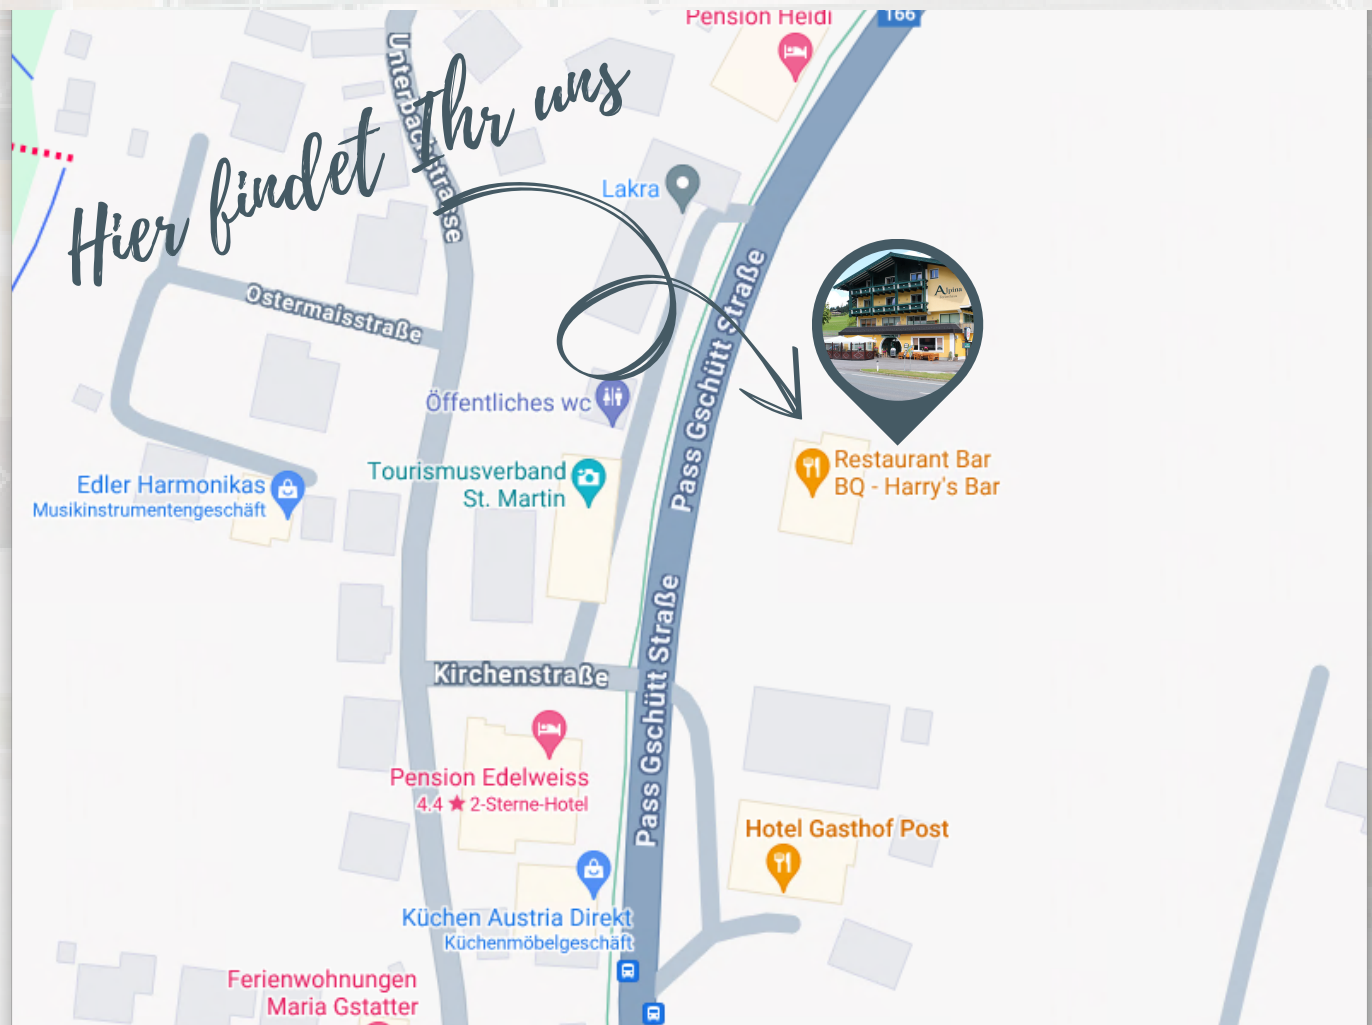 Pension Heidi
166
Unterbachstrasse
Hier findet Ihr uns
Lakra
Pass Gschütt Straße
Ostermaisstraße
Alpina
Öffentliches wc
Tourismusverband
St. Martin
Restaurant Bar
BQ - Harry's Bar
Edler Harmonikas
Musikinstrumentengeschäft
Pass Gschütt Straße
Kirchenstraße
Pension Edelweiss
4.4 ★ 2-Sterne-Hotel
Hotel Gasthof Post
Küchen Austria Direkt
Küchenmöbelgeschäft
Ferienwohnungen
Maria Gstatter